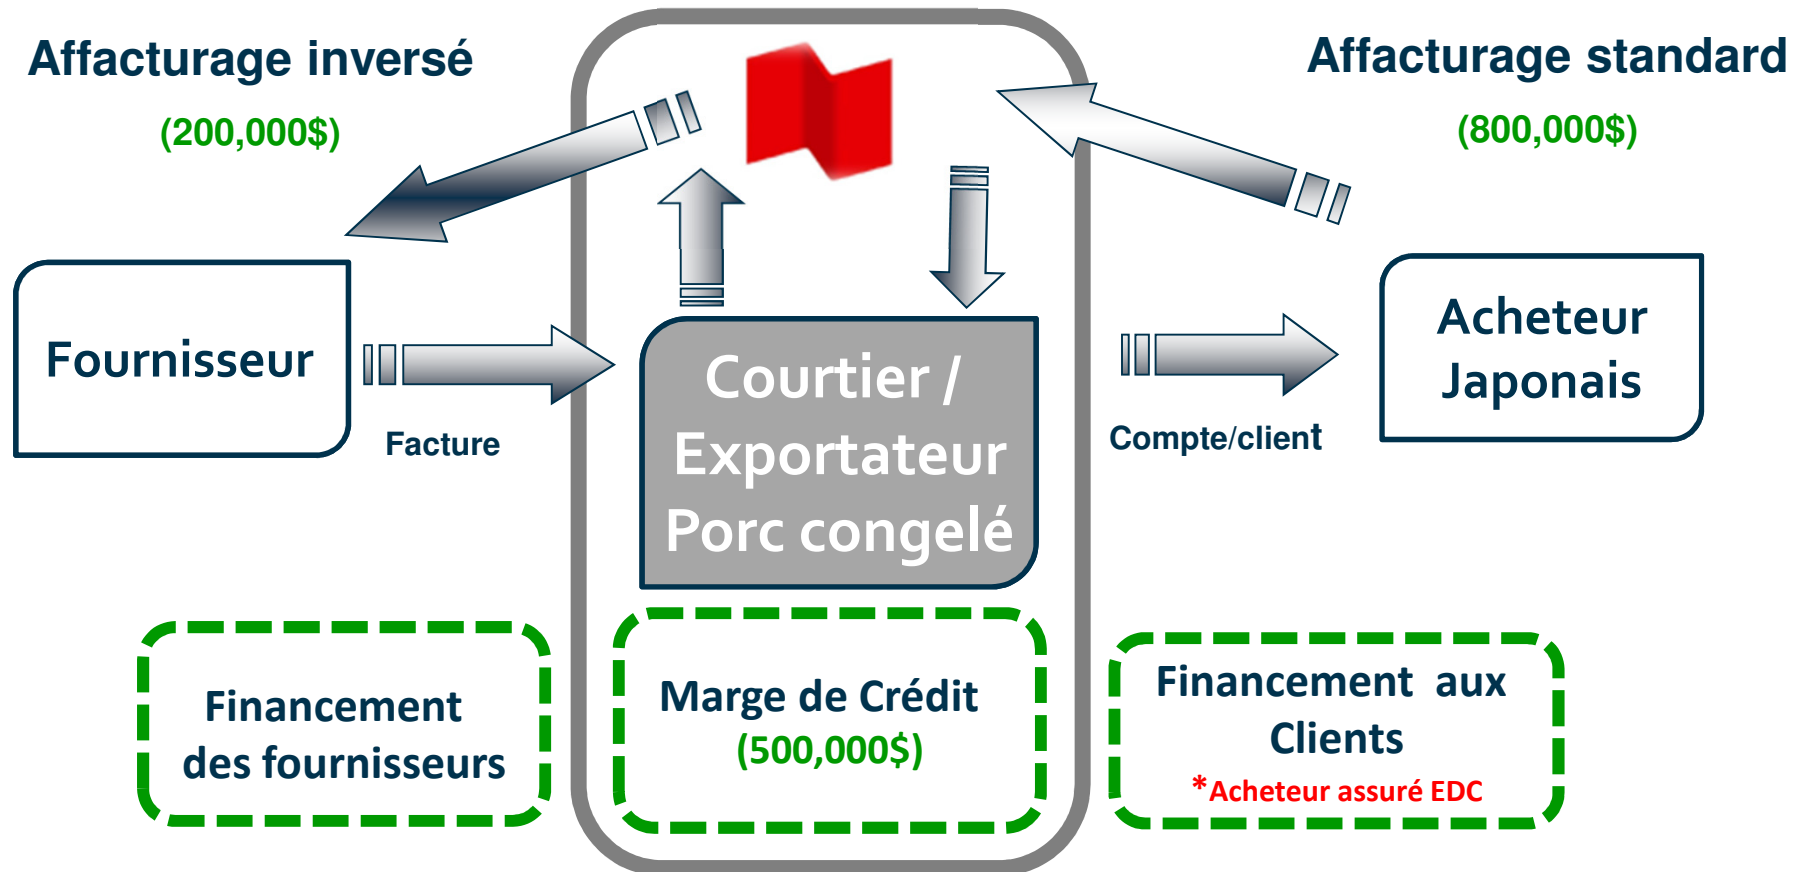 Affacturage inversé
(200,000$)
Affacturage standard
(800,000$)
Fournisseur
Facture
Courtier /
Exportateur
Porc congelé
Compte/client
Acheteur
Japonais
Financement
des fournisseurs
Marge de Crédit
(500,000$)
Financement aux
Clients
*Acheteur assuré EDC